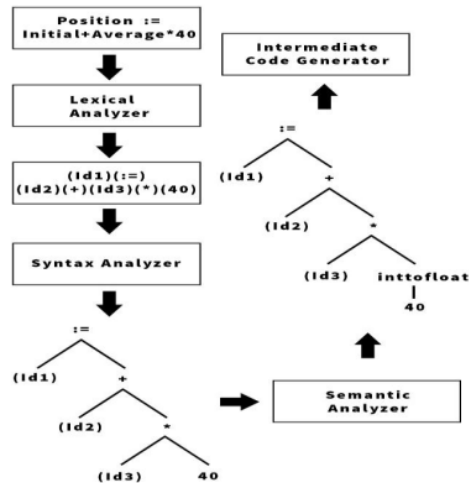 Position :=
Initial+Average*40
Lexical
Analyzer
(Id1)(:=)
(Id2)(+)(Id3)(*)(40)
Syntax Analyzer
:=
(Id1)
+
(Id2)
*
(Id3)
40
Semantic
Analyzer
:=
(Id1)
+
(Id2)
*
(Id3)
inttofloat
40
Intermediate
Code Generator